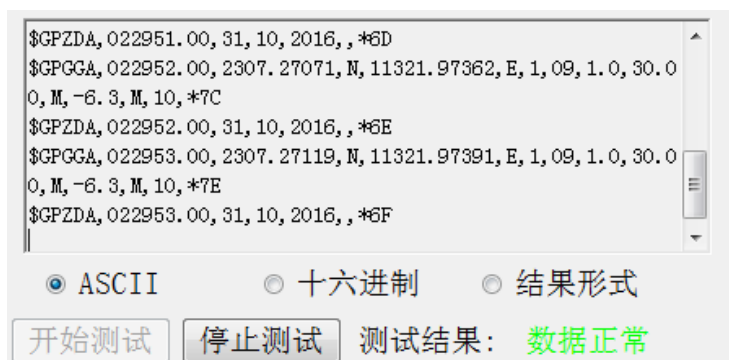 $GPZDA,022951.00,31,10,2016,,*6D
$GPGGA,022952.00,2307.27071,N,11321.97362,E,1,09,1.0,30.0
0,M,-6.3,M,10,*7C
$GPZDA,022952.00,31,10,2016,,*6E
$GPGGA,022953.00,2307.27119,N,11321.97391,E,1,09,1.0,30.0
0,M,-6.3,M,10,*7E
$GPZDA,022953.00,31,10,2016,,*6F
ASCII 十六进制 结果形式
开始测试 停止测试 测试结果: 数据正常